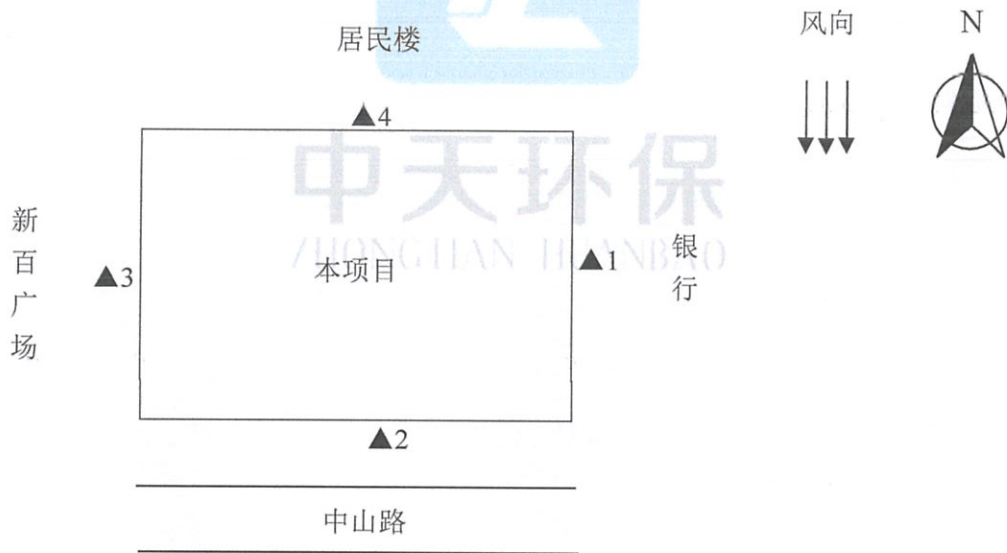 风向
N
居民楼
▲4
中天环保
ZHONGTIAN HUANBAO
新百广场
▲3
本项目
▲1
银行
▲2
中山路